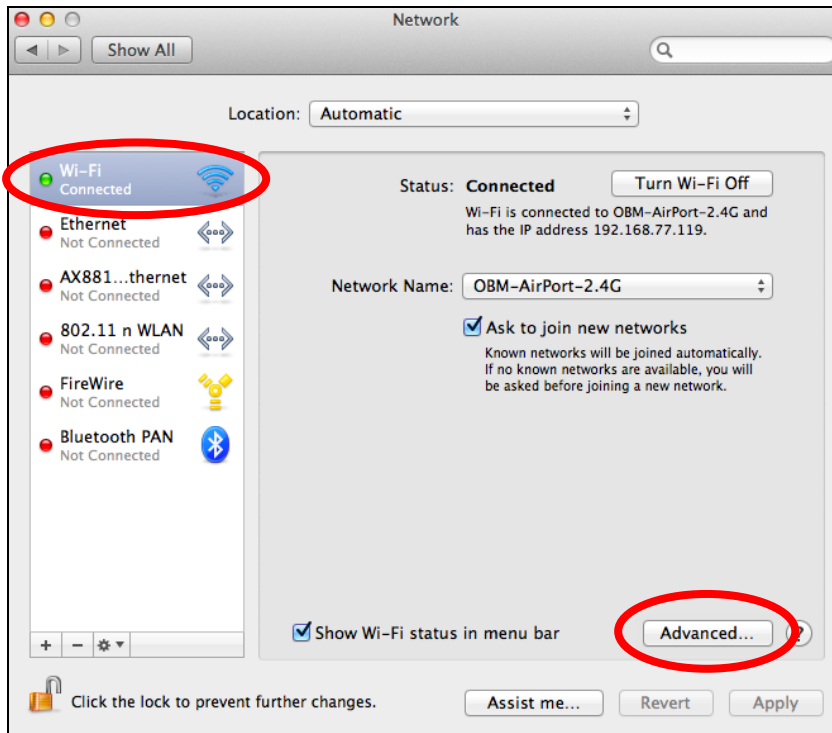 Network
Show All
Location: Automatic
Wi-Fi
Connected
Ethernet
Not Connected
AX881...thernet
Not Connected
802.11 n WLAN
Not Connected
FireWire
Not Connected
Bluetooth PAN
Not Connected
+ −
Status: Connected
Turn Wi-Fi Off
Wi-Fi is connected to OBM-AirPort-2.4G and
has the IP address 192.168.77.119.
Network Name: OBM-AirPort-2.4G
Ask to join new networks
Known networks will be joined automatically.
If no known networks are available, you will
be asked before joining a new network.
Show Wi-Fi status in menu bar
Advanced...
?
Click the lock to prevent further changes.
Assist me...
Revert
Apply